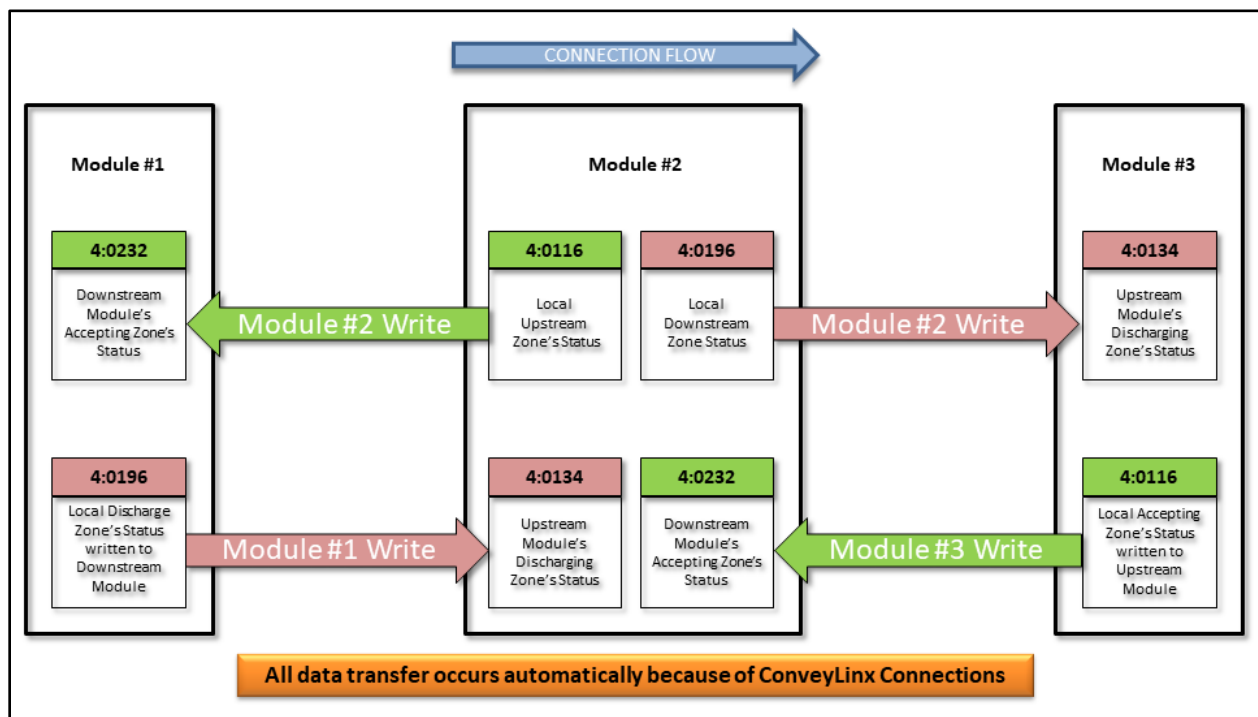 CONNECTION FLOW
Module #1
Module #2
Module #3
4:0232
Downstream
Module's
Accepting Zone's
Status
Module #2 Write
4:0116
Local
Upstream
Zone's Status
4:0196
Local
Downstream
Zone Status
Module #2 Write
4:0134
Upstream
Module's
Discharging
Zone's Status
4:0196
Local Discharge
Zone's Status
written to
Downstream
Module
Module #1 Write
4:0134
Upstream
Module's
Discharging
Zone's Status
4:0232
Downstream
Module's
Accepting Zone's
Status
Module #3 Write
4:0116
Local Accepting
Zone's Status
written to
Upstream
Module
All data transfer occurs automatically because of ConveyLinx Connections